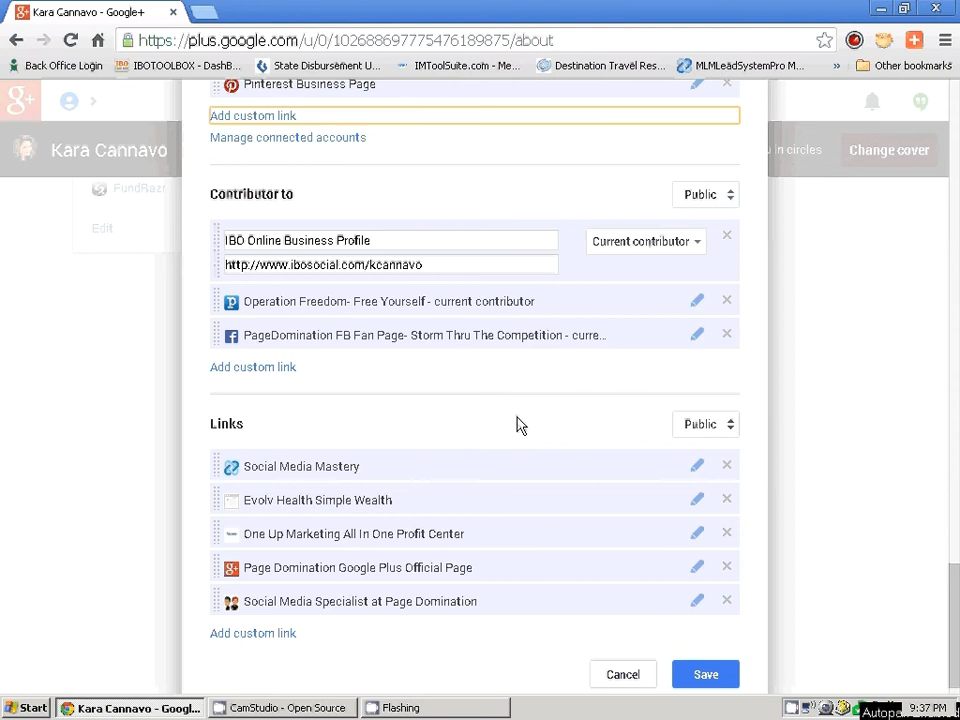 Kara Cannavo - Google+
https://plus.google.com/u/0/102688697775476189875/about
Back Office Login
IBOTOOLBOX - DashB...
State Disbursement U...
IMToolSuite.com - Me...
Destination Travel Res...
MLMLeadSystemPro M...
»
Other bookmarks
Pinterest Business Page
Add custom link
Manage connected accounts
Kara Cannavo
u in circles
Change cover
FundRazr
Edit
Contributor to
Public
IBO Online Business Profile
Current contributor
http://www.ibosocial.com/kcannavo
Operation Freedom- Free Yourself - current contributor
PageDomination FB Fan Page- Storm Thru The Competition - curre...
Add custom link
Links
Public
Social Media Mastery
Evolv Health Simple Wealth
One Up Marketing All In One Profit Center
Page Domination Google Plus Official Page
Social Media Specialist at Page Domination
Add custom link
Cancel
Save
Start
Kara Cannavo - Googl...
CamStudio - Open Source
Flashing
9:37 PM